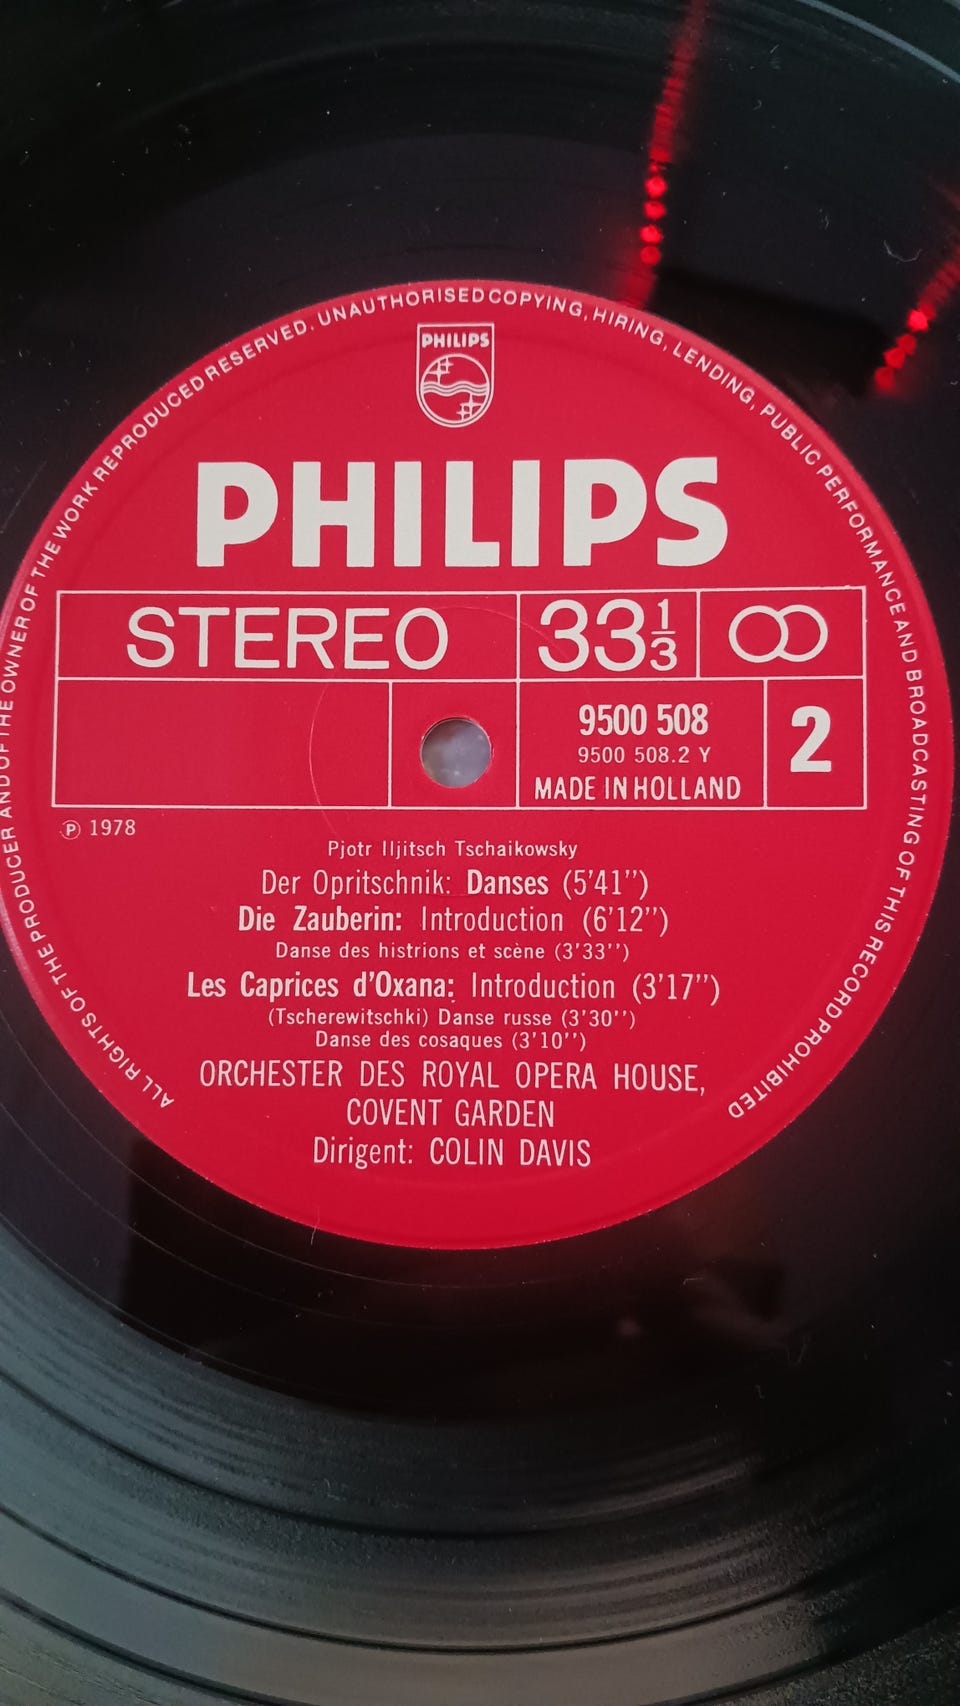 ALL RIGHTS OF THE PRODUCER AND OF THE OWNER OF THE WORK REPRODUCED RESERVED. UNAUTHORISED COPYING, HIRING, LENDING, PUBLIC PERFORMANCE AND BROADCASTING OF THIS RECORD PROHIBITED
PHILIPS
PHILIPS
STEREO 33 1/3
9500 508
9500 508.2 Y
MADE IN HOLLAND
2
℗ 1978
Pjotr Iljitsch Tschaikowsky
Der Opritschnik: Danses (5'41'')
Die Zauberin: Introduction (6'12'')
Danse des histrions et scène (3'33'')
Les Caprices d'Oxana: Introduction (3'17'')
(Tscherewitschki) Danse russe (3'30'')
Danse des cosaques (3'10'')
ORCHESTER DES ROYAL OPERA HOUSE,
COVENT GARDEN
Dirigent: COLIN DAVIS